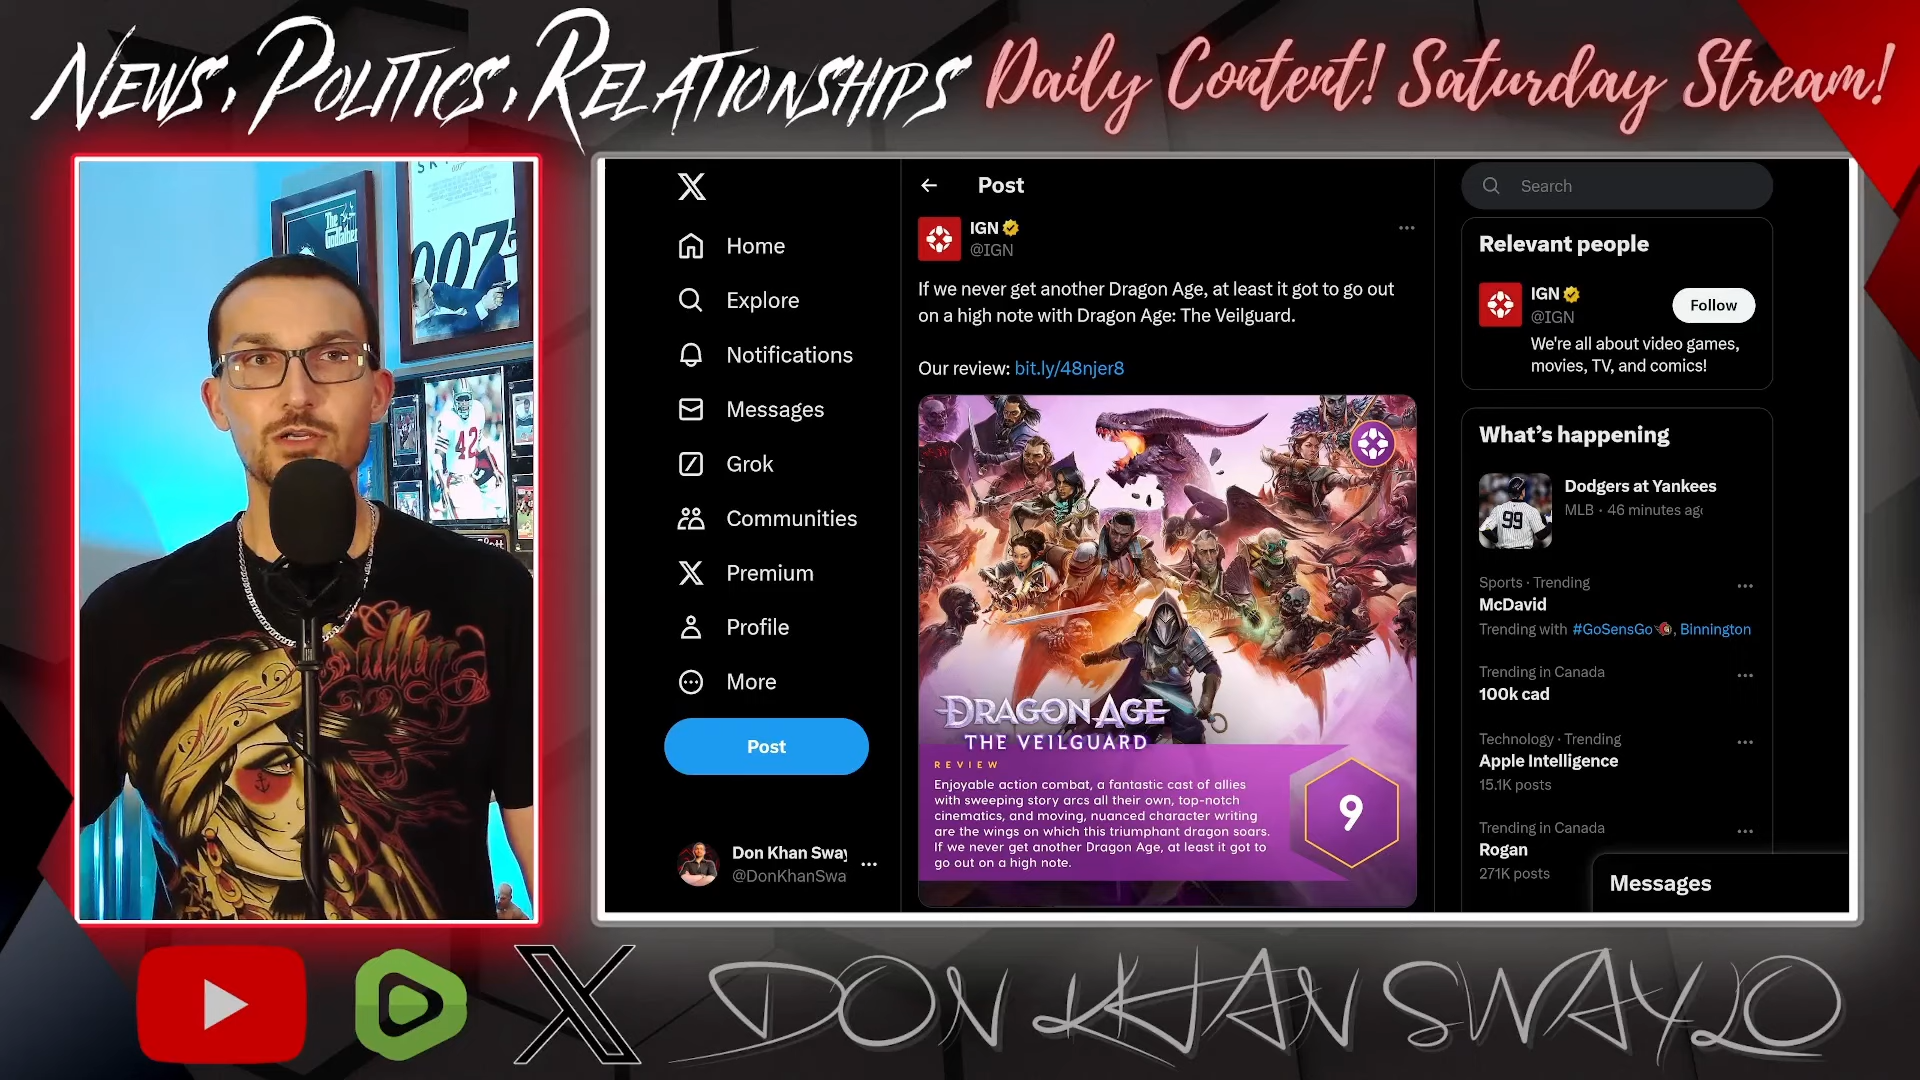 NEWS, POLITICS, RELATIONSHIPS
Daily Content! Saturday Stream!
The
Godfather
007
42
X
Home
Explore
Notifications
Messages
Grok
Communities
Premium
Profile
More
Post
Don Khan Sway
@DonKhanSwa
Post
IGN
@IGN
If we never get another Dragon Age, at least it got to go out
on a high note with Dragon Age: The Veilguard.
Our review: bit.ly/48njer8
DRAGON AGE
THE VEILGUARD
REVIEW
Enjoyable action combat, a fantastic cast of allies
with sweeping story arcs all their own, top-notch
cinematics, and moving, nuanced character writing
are the wings on which this triumphant dragon soars.
If we never get another Dragon Age, at least it got to
go out on a high note.
9
Search
Relevant people
IGN
@IGN
Follow
We're all about video games,
movies, TV, and comics!
What's happening
99
Dodgers at Yankees
MLB · 46 minutes ag
Sports · Trending
McDavid
Trending with #GoSensGo, Binnington
Trending in Canada
100k cad
Technology · Trending
Apple Intelligence
15.1K posts
Trending in Canada
Rogan
271K posts
Messages
DON KHAN SWAYLO